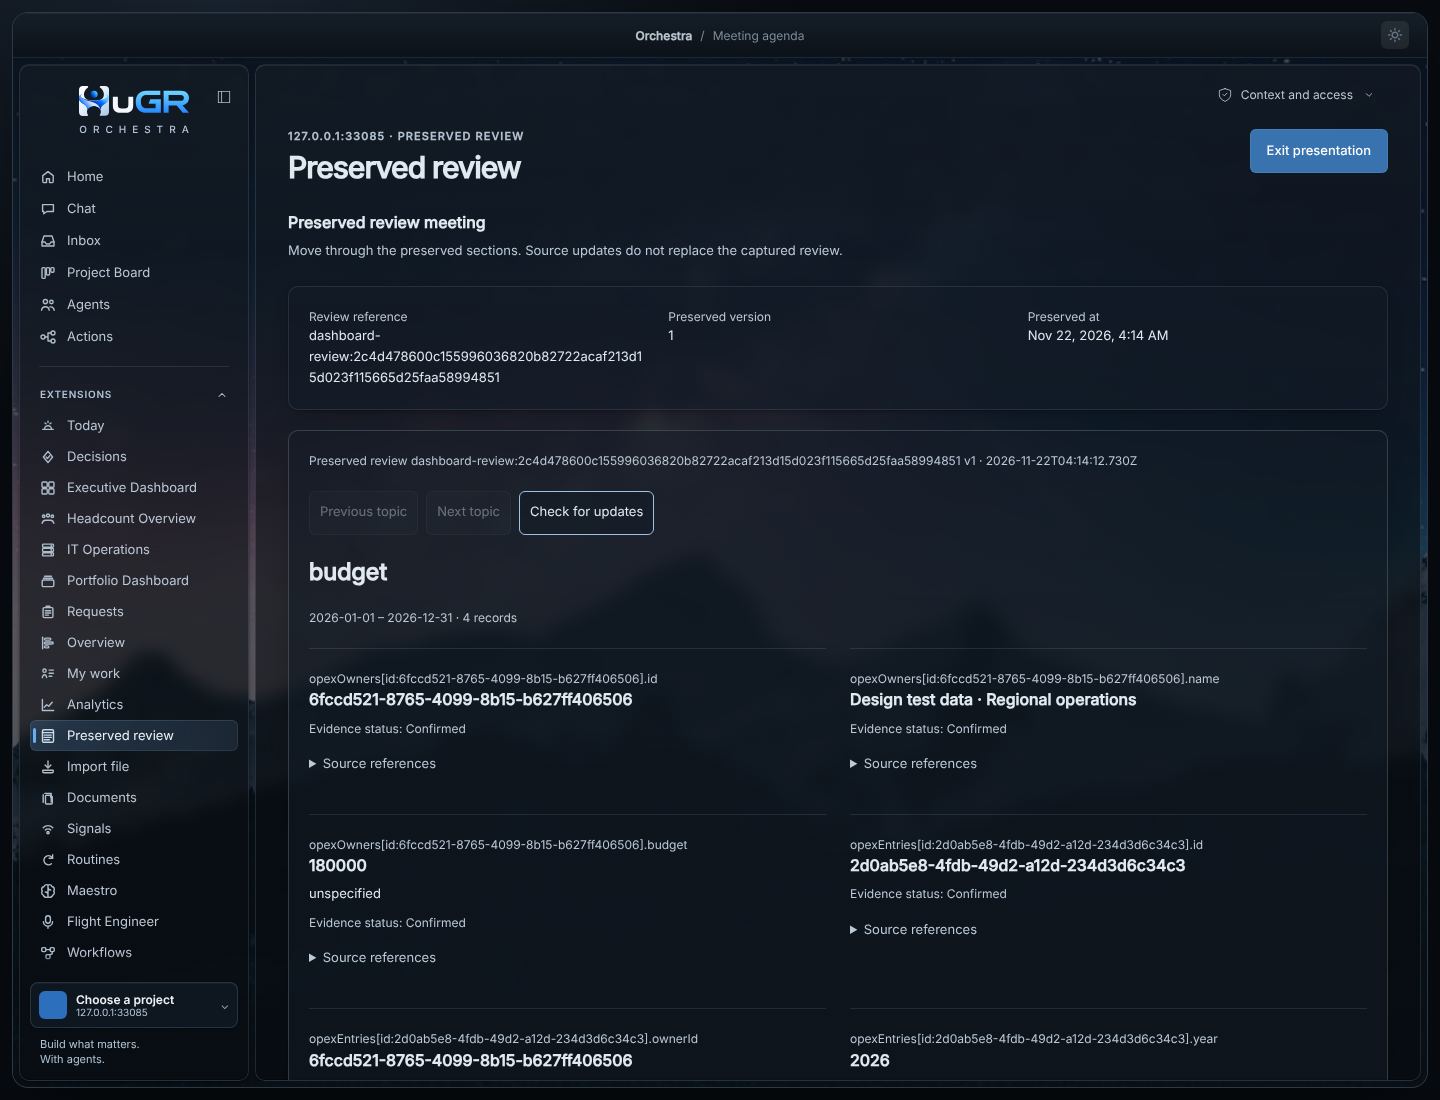 Orchestra / Meeting agenda
HuGR
ORCHESTRA
Home
Chat
Inbox
Project Board
Agents
Actions
EXTENSIONS
Today
Decisions
Executive Dashboard
Headcount Overview
IT Operations
Portfolio Dashboard
Requests
Overview
My work
Analytics
Preserved review
Import file
Documents
Signals
Routines
Maestro
Flight Engineer
Workflows
Choose a project
127.0.0.1:33085
Build what matters.
With agents.
Context and access
127.0.0.1:33085 · PRESERVED REVIEW
Preserved review
Exit presentation
Preserved review meeting
Move through the preserved sections. Source updates do not replace the captured review.
Review reference
dashboard-
review:2c4d478600c155996036820b82722acaf213d1
5d023f115665d25faa58994851
Preserved version
1
Preserved at
Nov 22, 2026, 4:14 AM
Preserved review dashboard-review:2c4d478600c155996036820b82722acaf213d15d023f115665d25faa58994851 v1 · 2026-11-22T04:14:12.730Z
Previous topic
Next topic
Check for updates
budget
2026-01-01 – 2026-12-31 · 4 records
opexOwners[id:6fccd521-8765-4099-8b15-b627ff406506].id
6fccd521-8765-4099-8b15-b627ff406506
Evidence status: Confirmed
Source references
opexOwners[id:6fccd521-8765-4099-8b15-b627ff406506].name
Design test data · Regional operations
Evidence status: Confirmed
Source references
opexOwners[id:6fccd521-8765-4099-8b15-b627ff406506].budget
180000
unspecified
Evidence status: Confirmed
Source references
opexEntries[id:2d0ab5e8-4fdb-49d2-a12d-234d3d6c34c3].id
2d0ab5e8-4fdb-49d2-a12d-234d3d6c34c3
Evidence status: Confirmed
Source references
opexEntries[id:2d0ab5e8-4fdb-49d2-a12d-234d3d6c34c3].ownerId
6fccd521-8765-4099-8b15-b627ff406506
opexEntries[id:2d0ab5e8-4fdb-49d2-a12d-234d3d6c34c3].year
2026